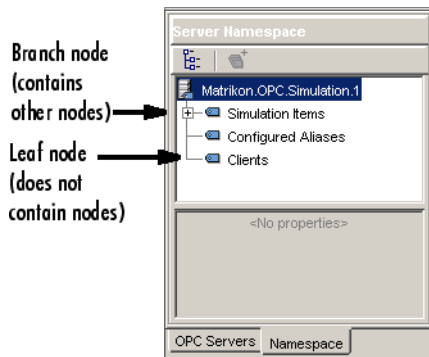 Server Namespace
Branch node
(contains
other nodes)
Matrikon.OPC.Simulation.1
Simulation Items
Configured Aliases
Leaf node
(does not
contain nodes)
Clients
<No properties>
OPC Servers
Namespace